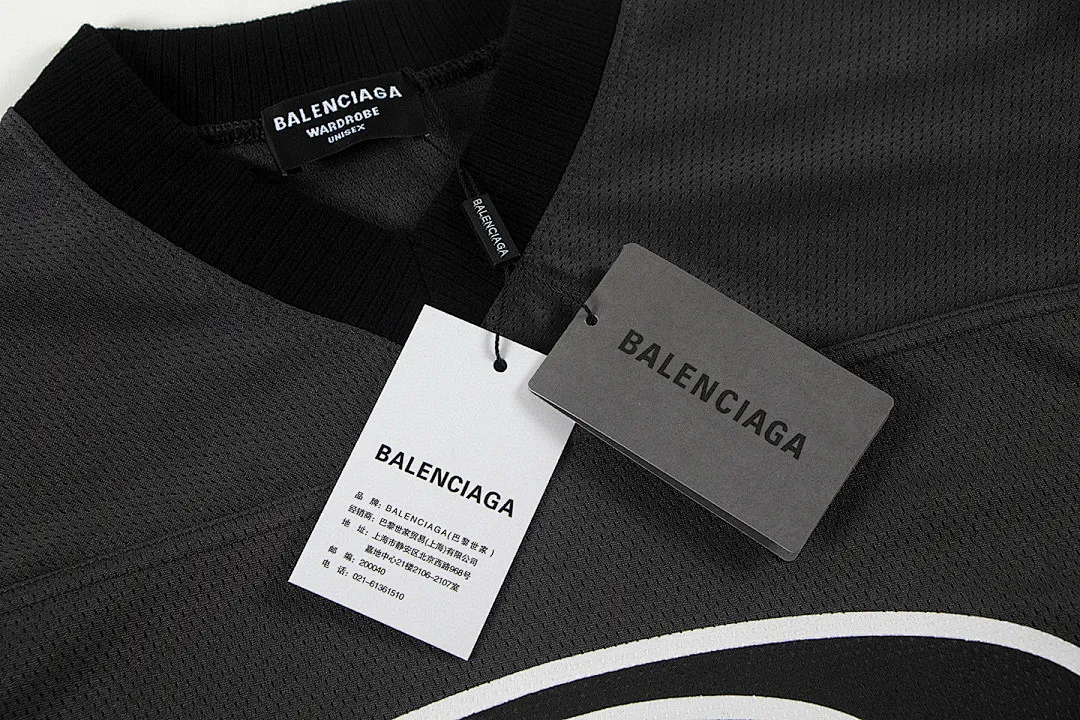 BALENCIAGA
WARDROBE
UNISEX
BALENCIAGA
BALENCIAGA
BALENCIAGA
品 牌: BALENCIAGA(巴黎世家)
经销商: 巴黎世家贸易(上海)有限公司
地 址: 上海市静安区北京西路968号
嘉地中心21楼2106-2107室
邮 编: 200040
电 话: 021-61361510